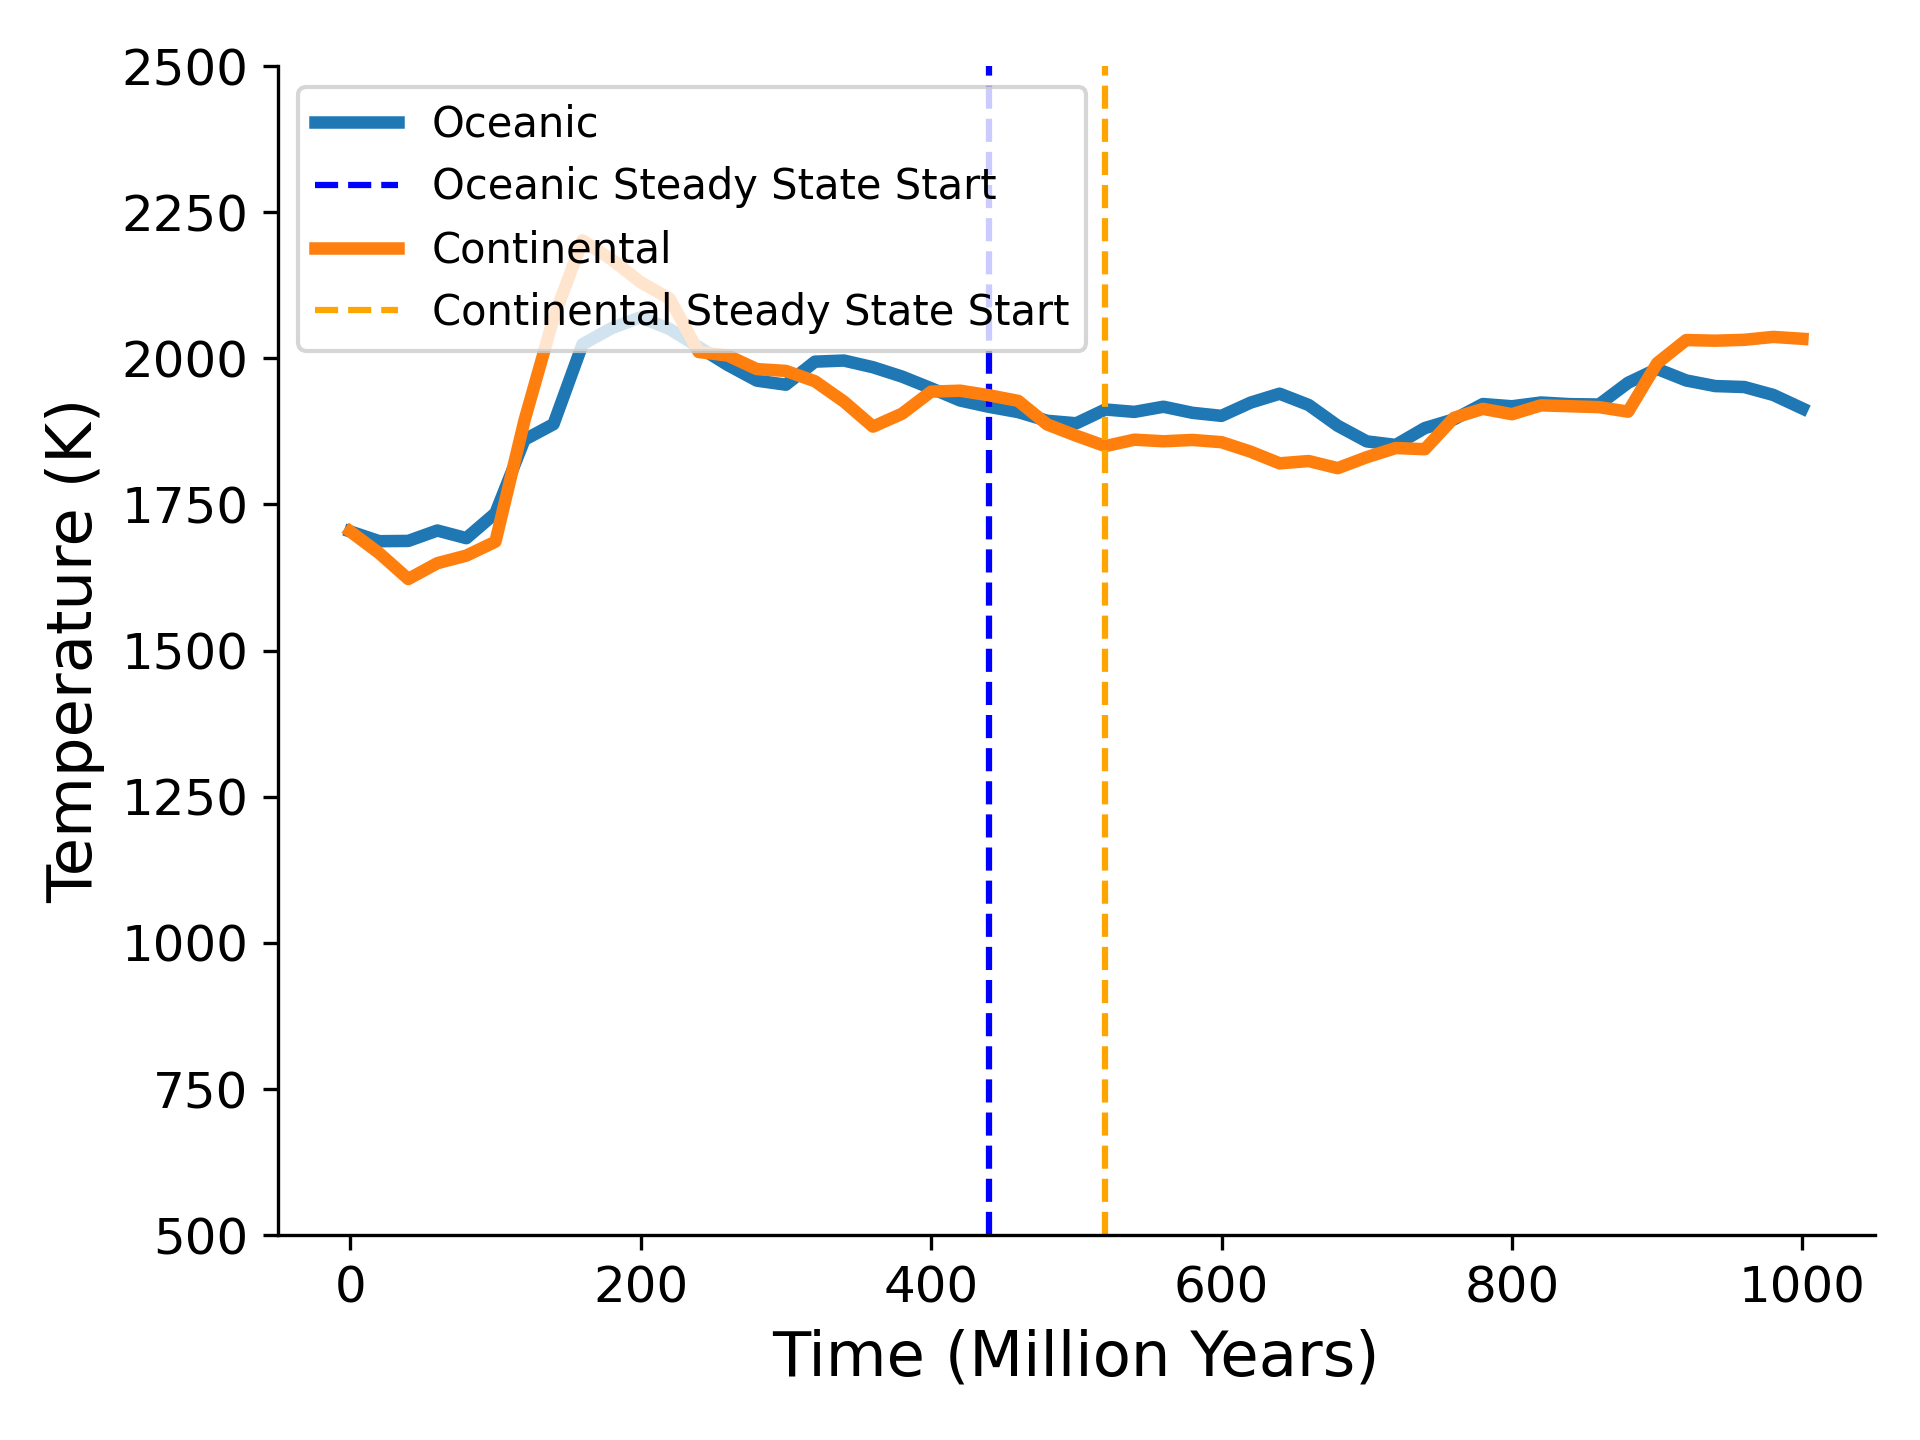 2500
2250
2000
1750
1500
1250
1000
750
500
Temperature (K)
Oceanic
Oceanic Steady State Start
Continental
Continental Steady State Start
0 200 400 600 800 1000
Time (Million Years)